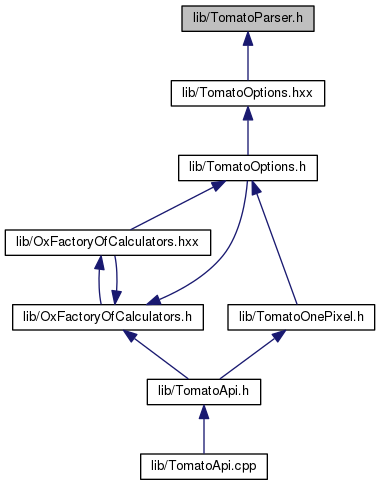 lib/TomatoParser.h
lib/TomatoOptions.hxx
lib/TomatoOptions.h
lib/OxFactoryOfCalculators.hxx
lib/OxFactoryOfCalculators.h
lib/TomatoOnePixel.h
lib/TomatoApi.h
lib/TomatoApi.cpp